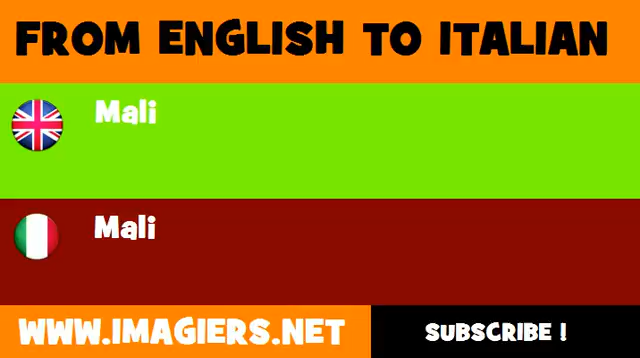 FROM ENGLISH TO ITALIAN
Mali
Mali
WWW.IMAGIERS.NET
SUBSCRIBE !